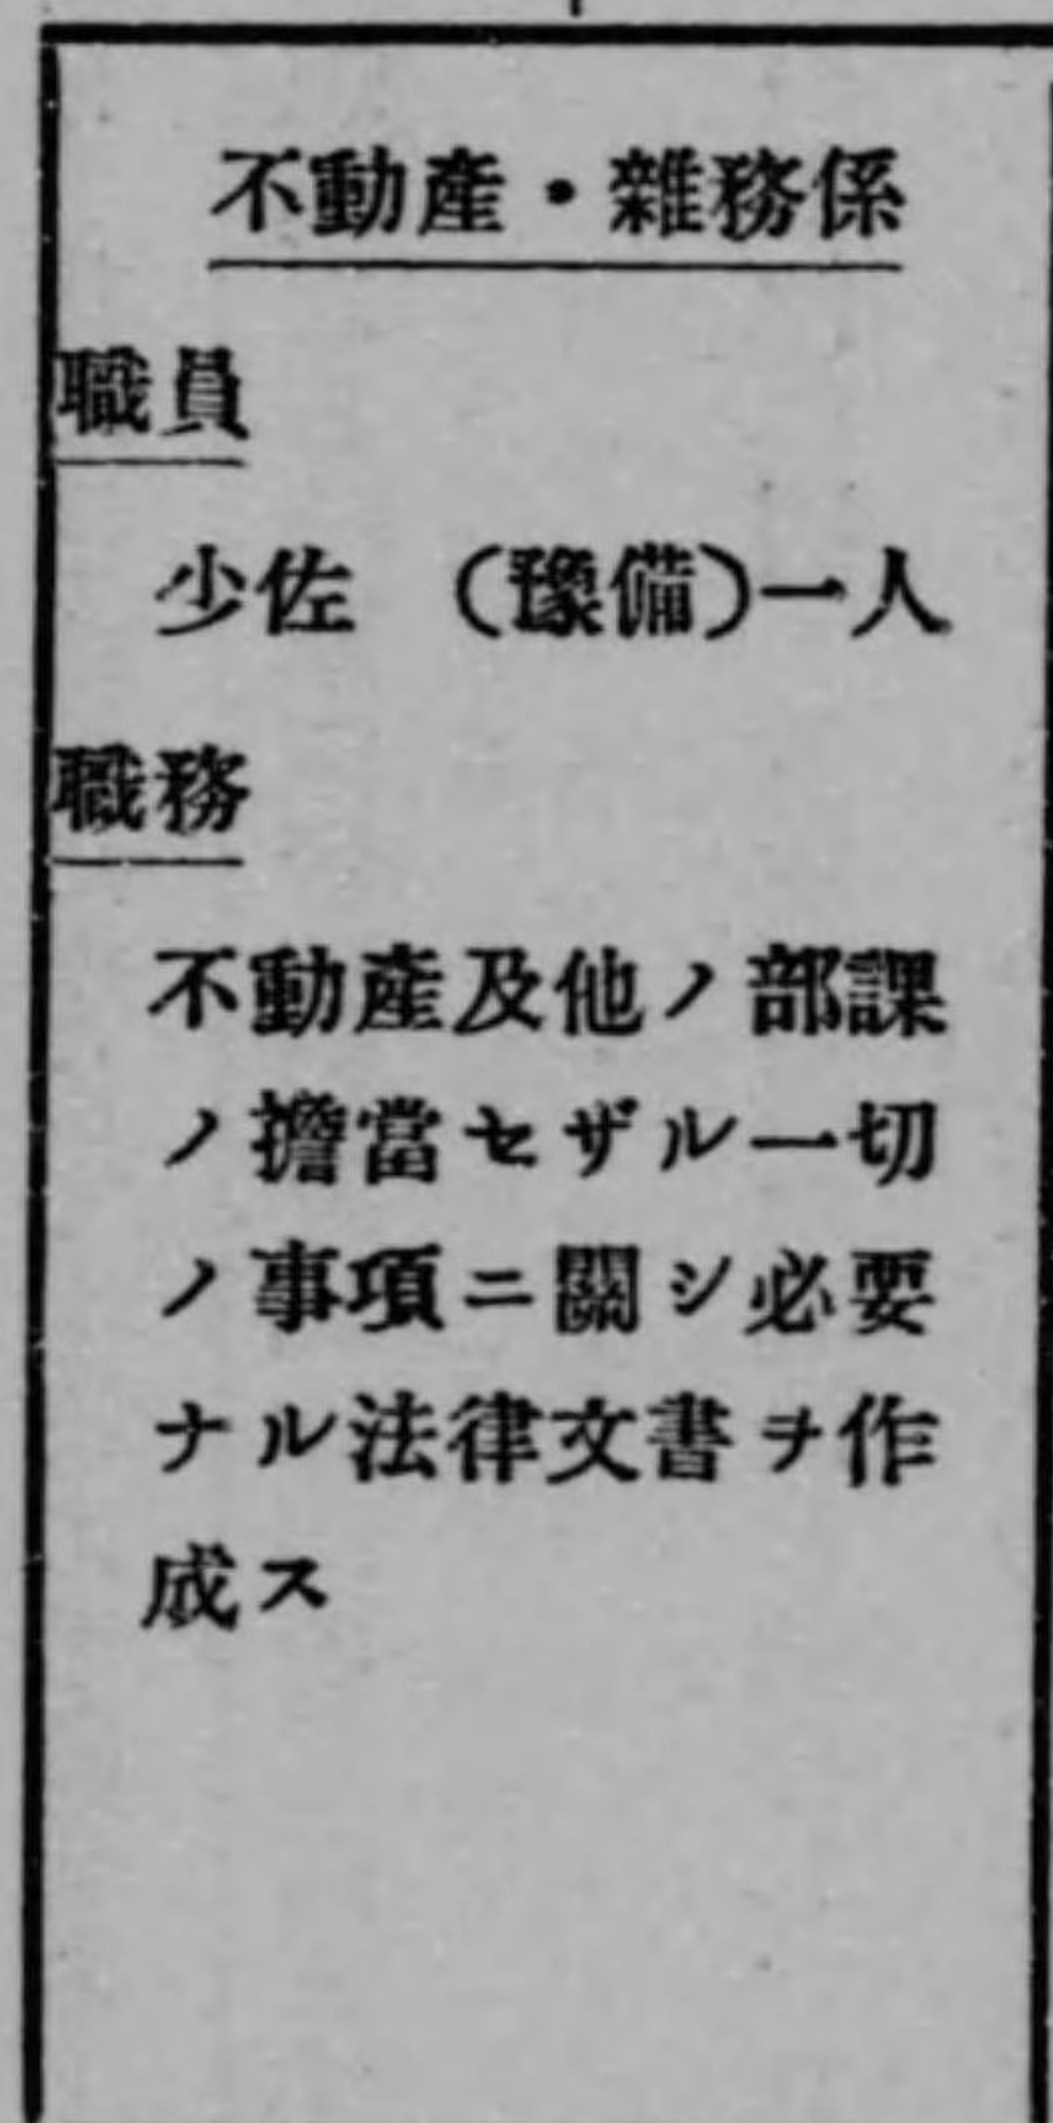 不動產・雜務係
職員
少佐 (豫備)一人
職務
不動產及他ノ部課
ノ擔當セザル一切
ノ事項ニ關シ必要
ナル法律文書ヲ作
成ス